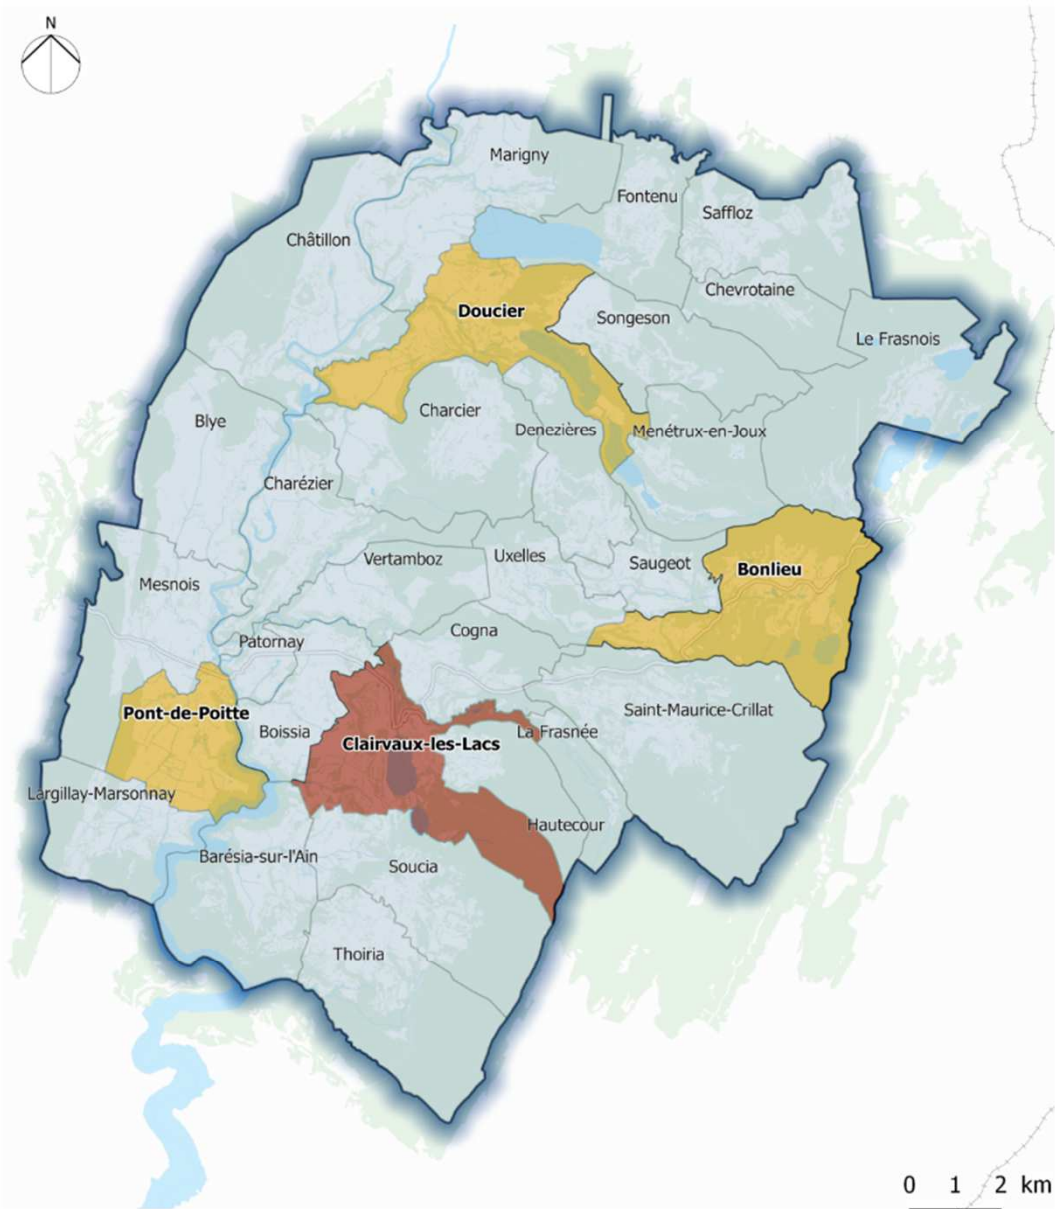 N
Marigny
Fontenu
Saffloz
Châtillon
Chevrotaine
Doucier
Songeson
Le Frasnois
Charcier
Blye
Denezières
Menétrux-en-Joux
Charézier
Vertamboz
Uxelles
Saugeot
Bonlieu
Mesnois
Cogna
Patornay
Pont-de-Poitte
Saint-Maurice-Crillat
Boissia
La Frasnée
Clairvaux-les-Lacs
Largillay-Marsonnay
Hautecour
Barésia-sur-l'Ain
Soucia
Thoiria
0 1 2 km